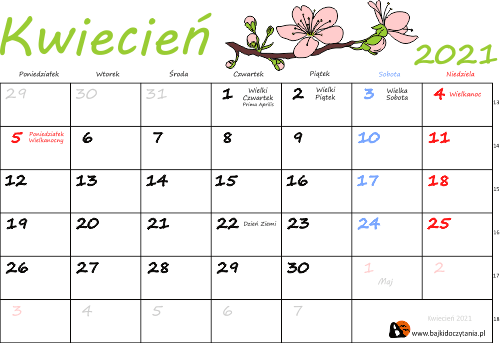 Kwiecień
2021
Poniedziałek Wtorek Środa Czwartek Piątek Sobota Niedziela
29 30 31 1 Wielki Czwartek Prima Aprilis 2 Wielki Piątek 3 Wielka Sobota 4 Wielkanoc 13
5 Poniedziałek Wielkanocny 6 7 8 9 10 11 14
12 13 14 15 16 17 18 15
19 20 21 22 Dzień Ziemi 23 24 25 16
26 27 28 29 30 1 Maj 2 17
3 4 5 6 7 Kwiecień 2021 18
www.bajkidoczytania.pl